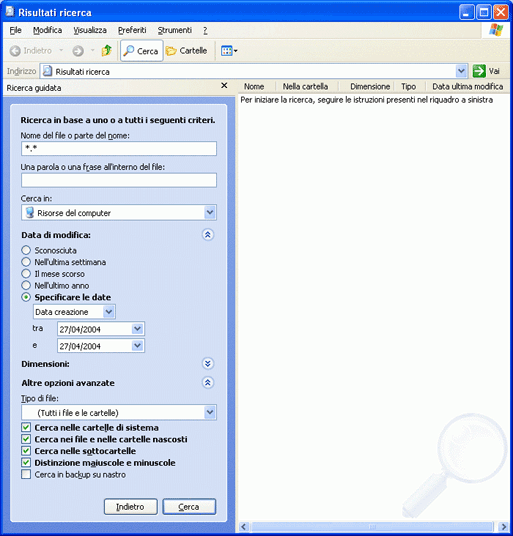 Risultati ricerca
File Modifica Visualizza Preferiti Strumenti ?
Indietro Cerca Cartelle
Indirizzo Risultati ricerca Vai
Ricerca guidata
Nome Nella cartella Dimensione Tipo Data ultima modifica
Per iniziare la ricerca, seguire le istruzioni presenti nel riquadro a sinistra
Ricerca in base a uno o a tutti i seguenti criteri.
Nome del file o parte del nome:
*.*
Una parola o una frase all'interno del file:
Cerca in:
Risorse del computer
Data di modifica:
Sconosciuta
Nell'ultima settimana
Il mese scorso
Nell'ultimo anno
Specificare le date
Data creazione
tra 27/04/2004
e 27/04/2004
Dimensioni:
Altre opzioni avanzate
Tipo di file:
(Tutti i file e le cartelle)
Cerca nelle cartelle di sistema
Cerca nei file e nelle cartelle nascosti
Cerca nelle sottocartelle
Distinzione maiuscole e minuscole
Cerca in backup su nastro
Indietro Cerca